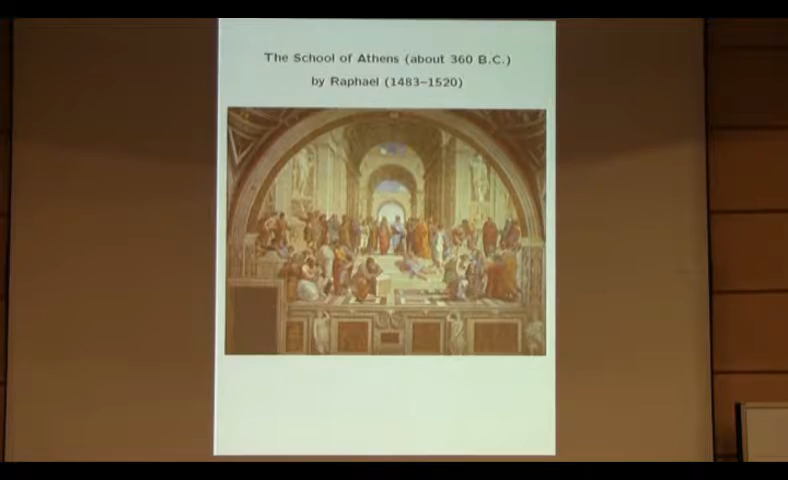 The School of Athens (about 360 B.C.)
by Raphael (1483–1520)